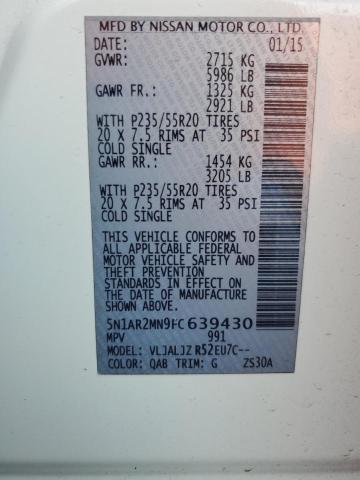 MFD BY NISSAN MOTOR CO., LTD.
DATE: 01/15
GVWR: 2715 KG
5986 LB
GAWR FR.: 1325 KG
2921 LB
WITH P235/55R20 TIRES
20 X 7.5 RIMS AT 35 PSI
COLD SINGLE
GAWR RR.: 1454 KG
3205 LB
WITH P235/55R20 TIRES
20 X 7.5 RIMS AT 35 PSI
COLD SINGLE
THIS VEHICLE CONFORMS TO
ALL APPLICABLE FEDERAL
MOTOR VEHICLE SAFETY AND
THEFT PREVENTION
STANDARDS IN EFFECT ON THE
DATE OF MANUFACTURE
SHOWN ABOVE.
5N1AR2MN9FC639430
MPV 991
MODEL: VLJALJZ R52EU7C--
COLOR: QAB TRIM: G ZS30A